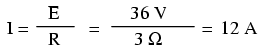 I = E / R = 36 V / 3 Ω = 12 A